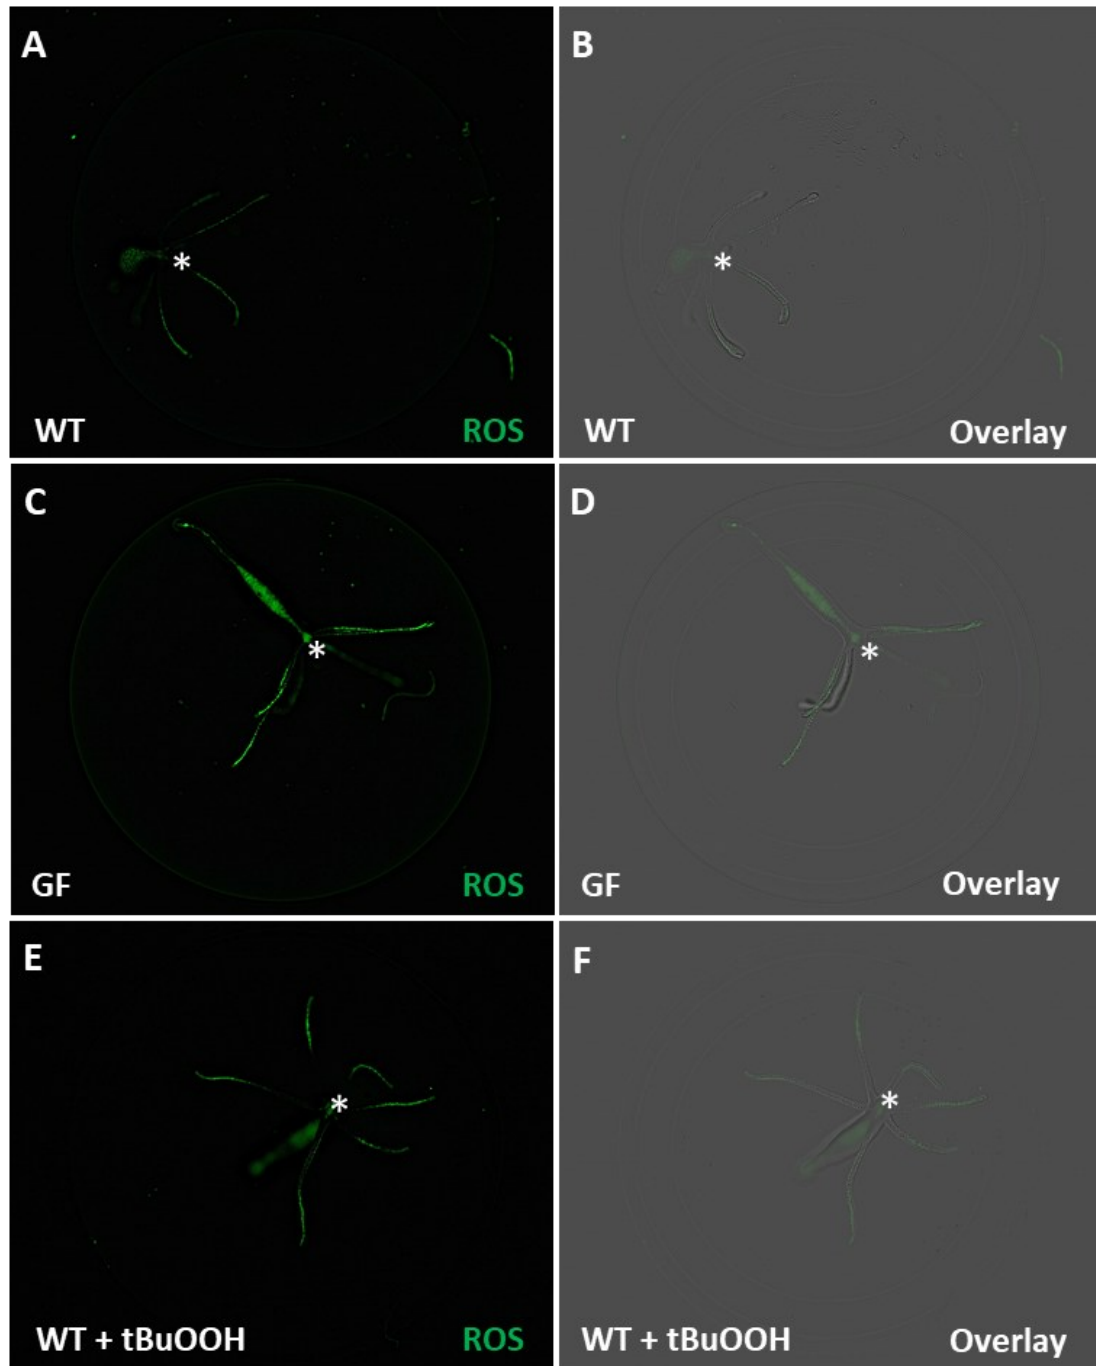 A
B
*
*
WT
ROS
WT
Overlay
C
D
*
*
GF
ROS
GF
Overlay
E
F
*
*
WT + tBuOOH
ROS
WT + tBuOOH
Overlay